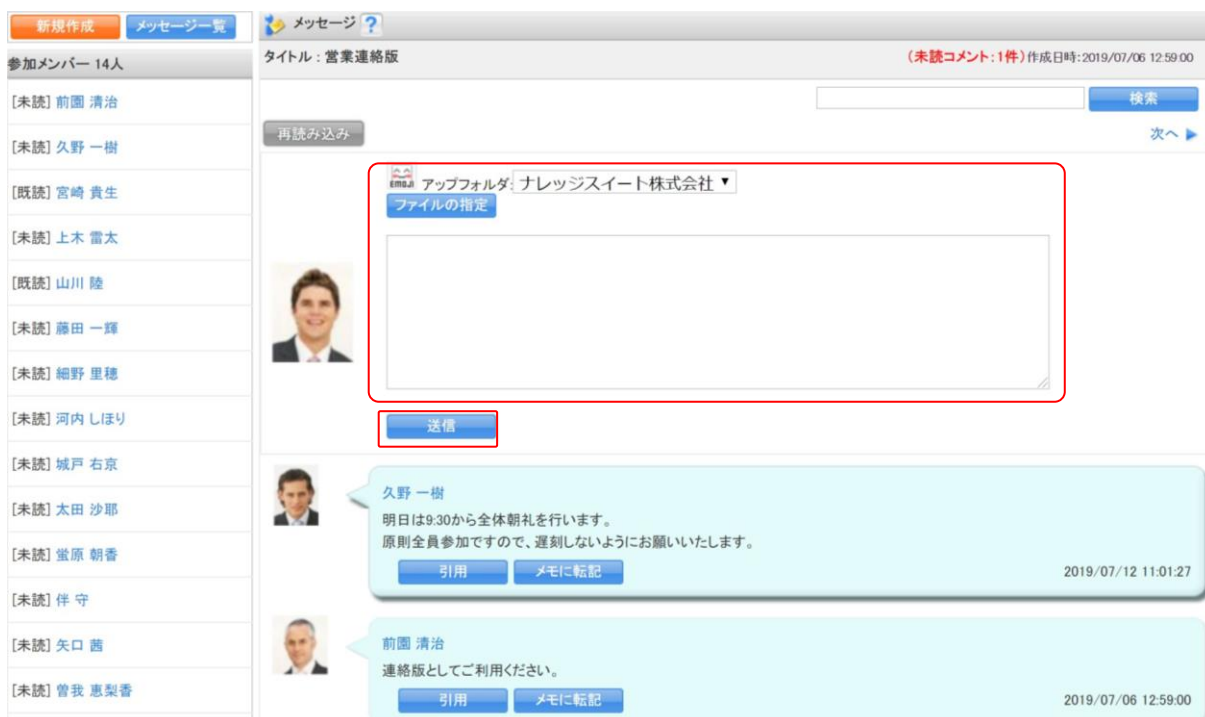 新規作成 メッセージ一覧
参加メンバー 14人
[未読] 前園 清治
[未読] 久野 一樹
[既読] 宮崎 貴生
[未読] 上木 雷太
[既読] 山川 陸
[未読] 藤田 一輝
[未読] 細野 里穂
[未読] 河内 しほり
[未読] 城戸 右京
[未読] 太田 沙耶
[未読] 蛍原 朝香
[未読] 伴 守
[未読] 矢口 茜
[未読] 曽我 恵梨香
メッセージ ?
タイトル : 営業連絡版 (未読コメント:1件) 作成日時:2019/07/06 12:59:00
検索
再読み込み 次へ ▶
EMOJI アップフォルダ: ナレッジスイート株式会社 ▼
ファイルの指定
送信
久野 一樹
明日は9:30から全体朝礼を行います。
原則全員参加ですので、遅刻しないようにお願いいたします。
引用 メモに転記 2019/07/12 11:01:27
前園 清治
連絡版としてご利用ください。
引用 メモに転記 2019/07/06 12:59:00